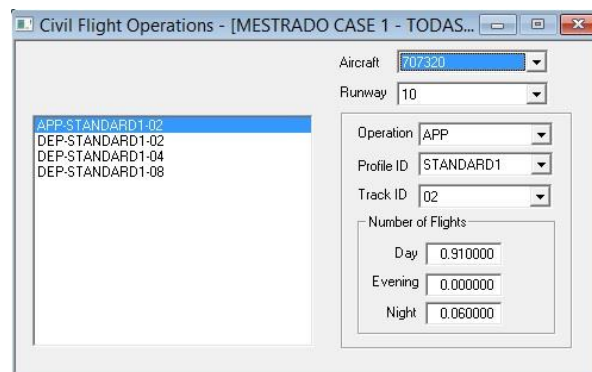 Civil Flight Operations - [MESTRADO CASE 1 - TODAS...
Aircraft 707320
Runway 10
APP-STANDARD1-02
DEP-STANDARD1-02
DEP-STANDARD1-04
DEP-STANDARD1-08
Operation APP
Profile ID STANDARD1
Track ID 02
Number of Flights
Day 0.910000
Evening 0.000000
Night 0.060000